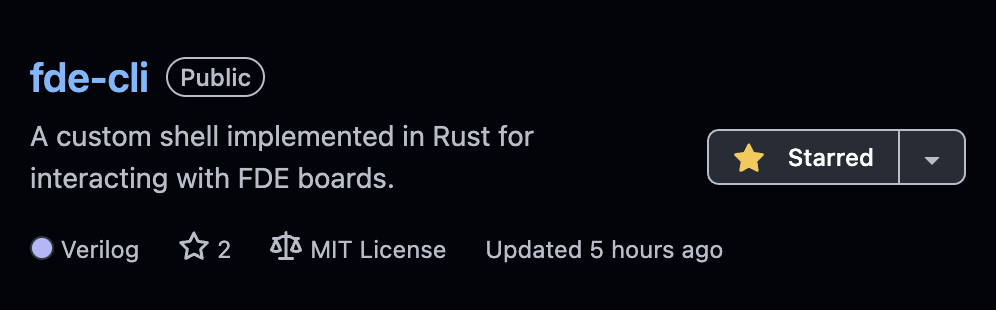 fde-cli Public
A custom shell implemented in Rust for
interacting with FDE boards.
Starred
Verilog 2 MIT License Updated 5 hours ago